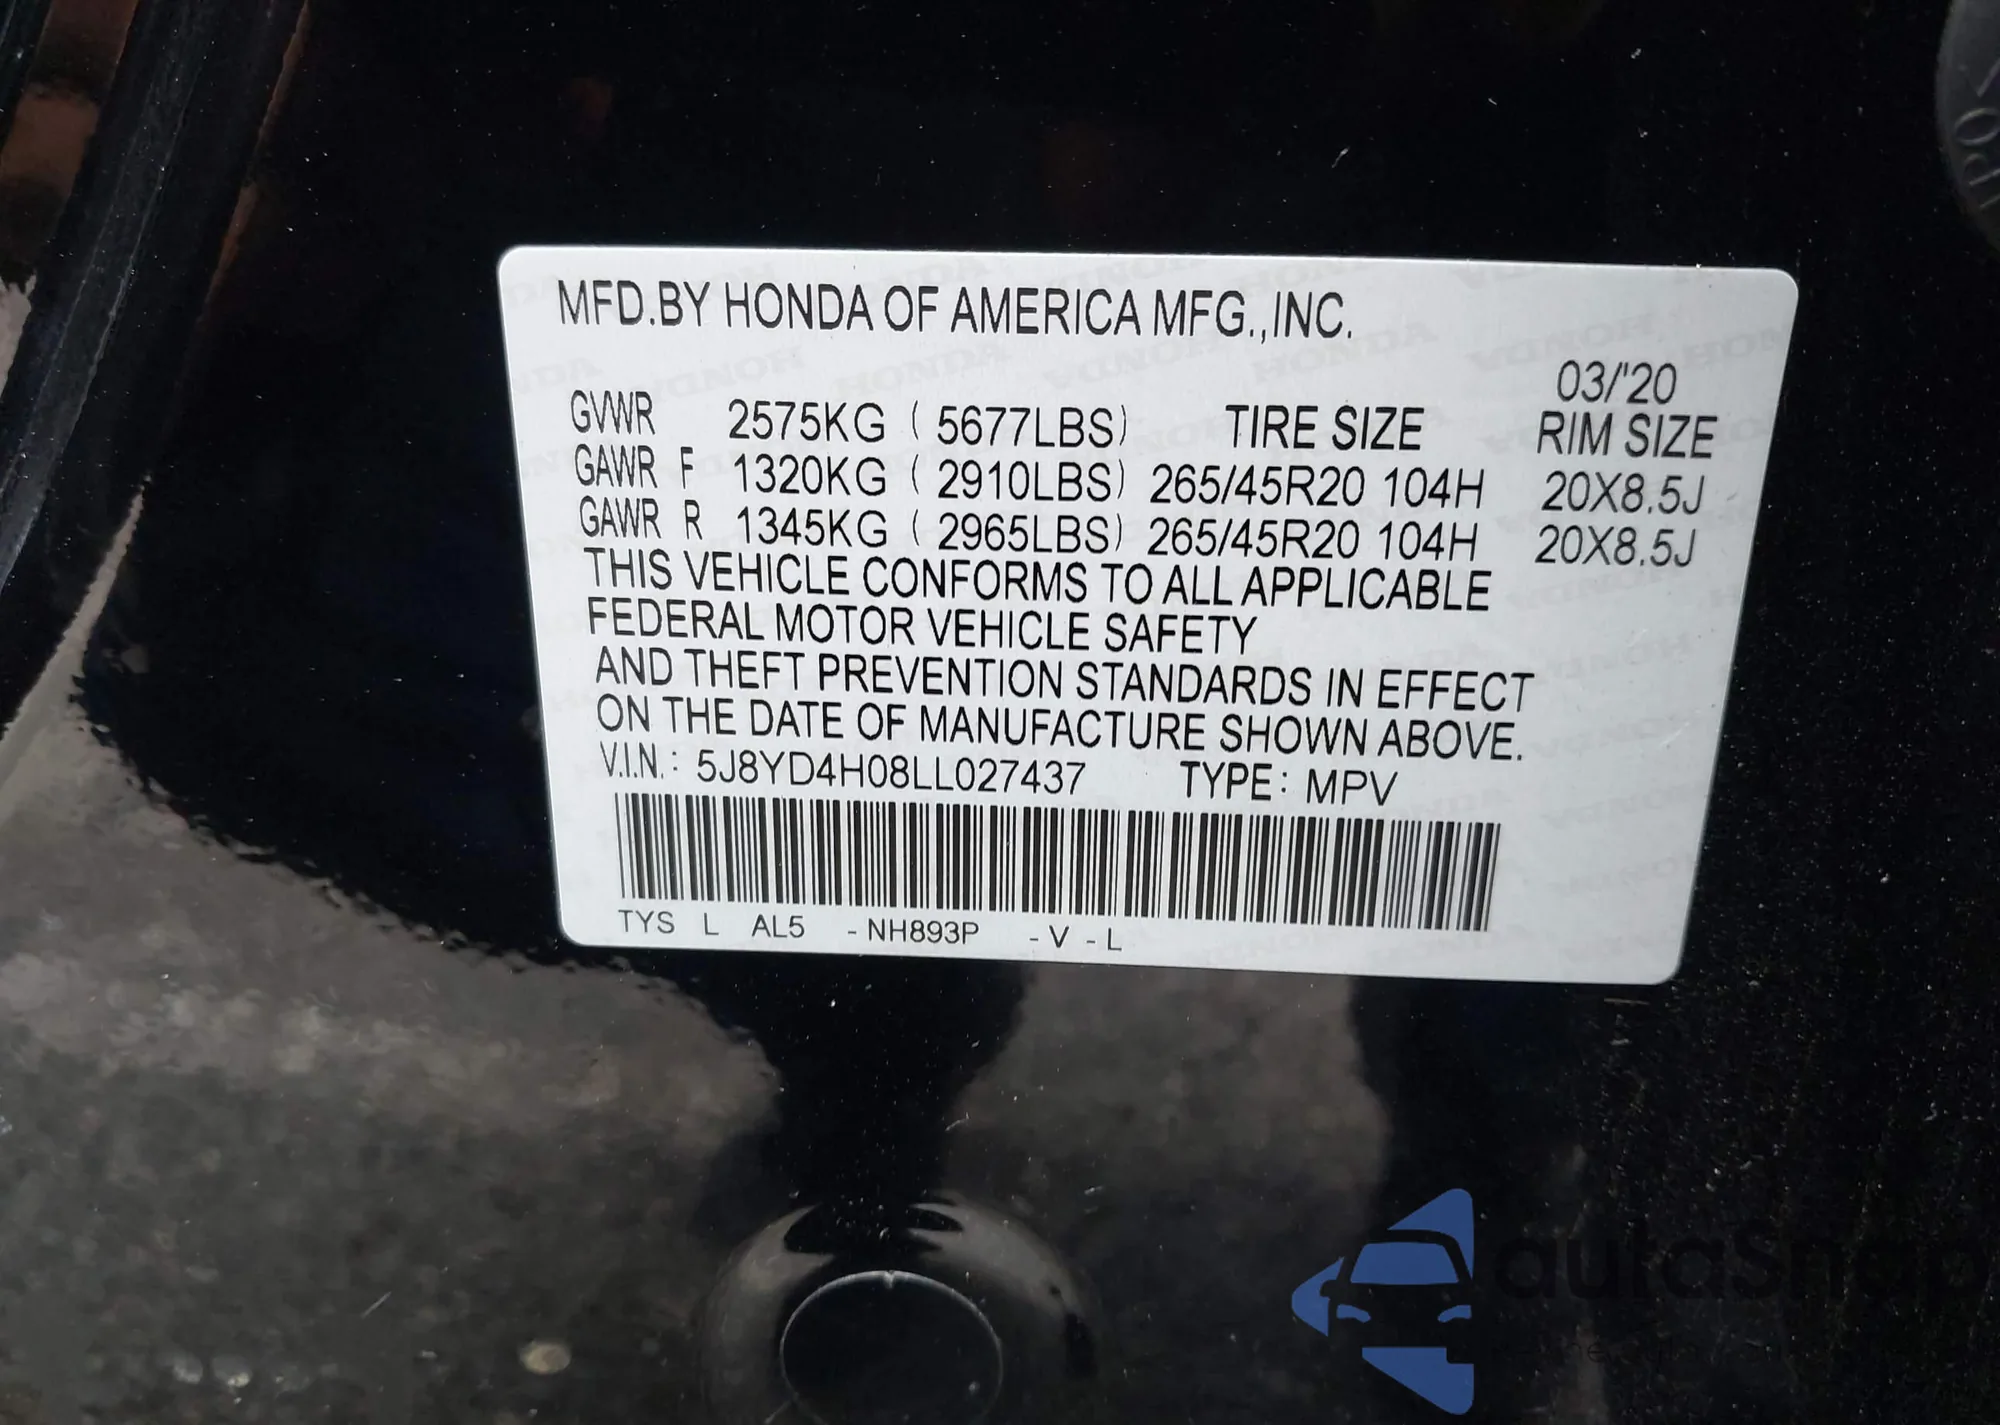 MFD.BY HONDA OF AMERICA MFG.,INC.
03/'20
GVWR 2575KG ( 5677LBS) TIRE SIZE RIM SIZE
GAWR F 1320KG ( 2910LBS) 265/45R20 104H 20X8.5J
GAWR R 1345KG ( 2965LBS) 265/45R20 104H 20X8.5J
THIS VEHICLE CONFORMS TO ALL APPLICABLE
FEDERAL MOTOR VEHICLE SAFETY
AND THEFT PREVENTION STANDARDS IN EFFECT
ON THE DATE OF MANUFACTURE SHOWN ABOVE.
V.I.N.: 5J8YD4H08LL027437 TYPE: MPV
TYS L AL5 -NH893P -V -L
autaSnap